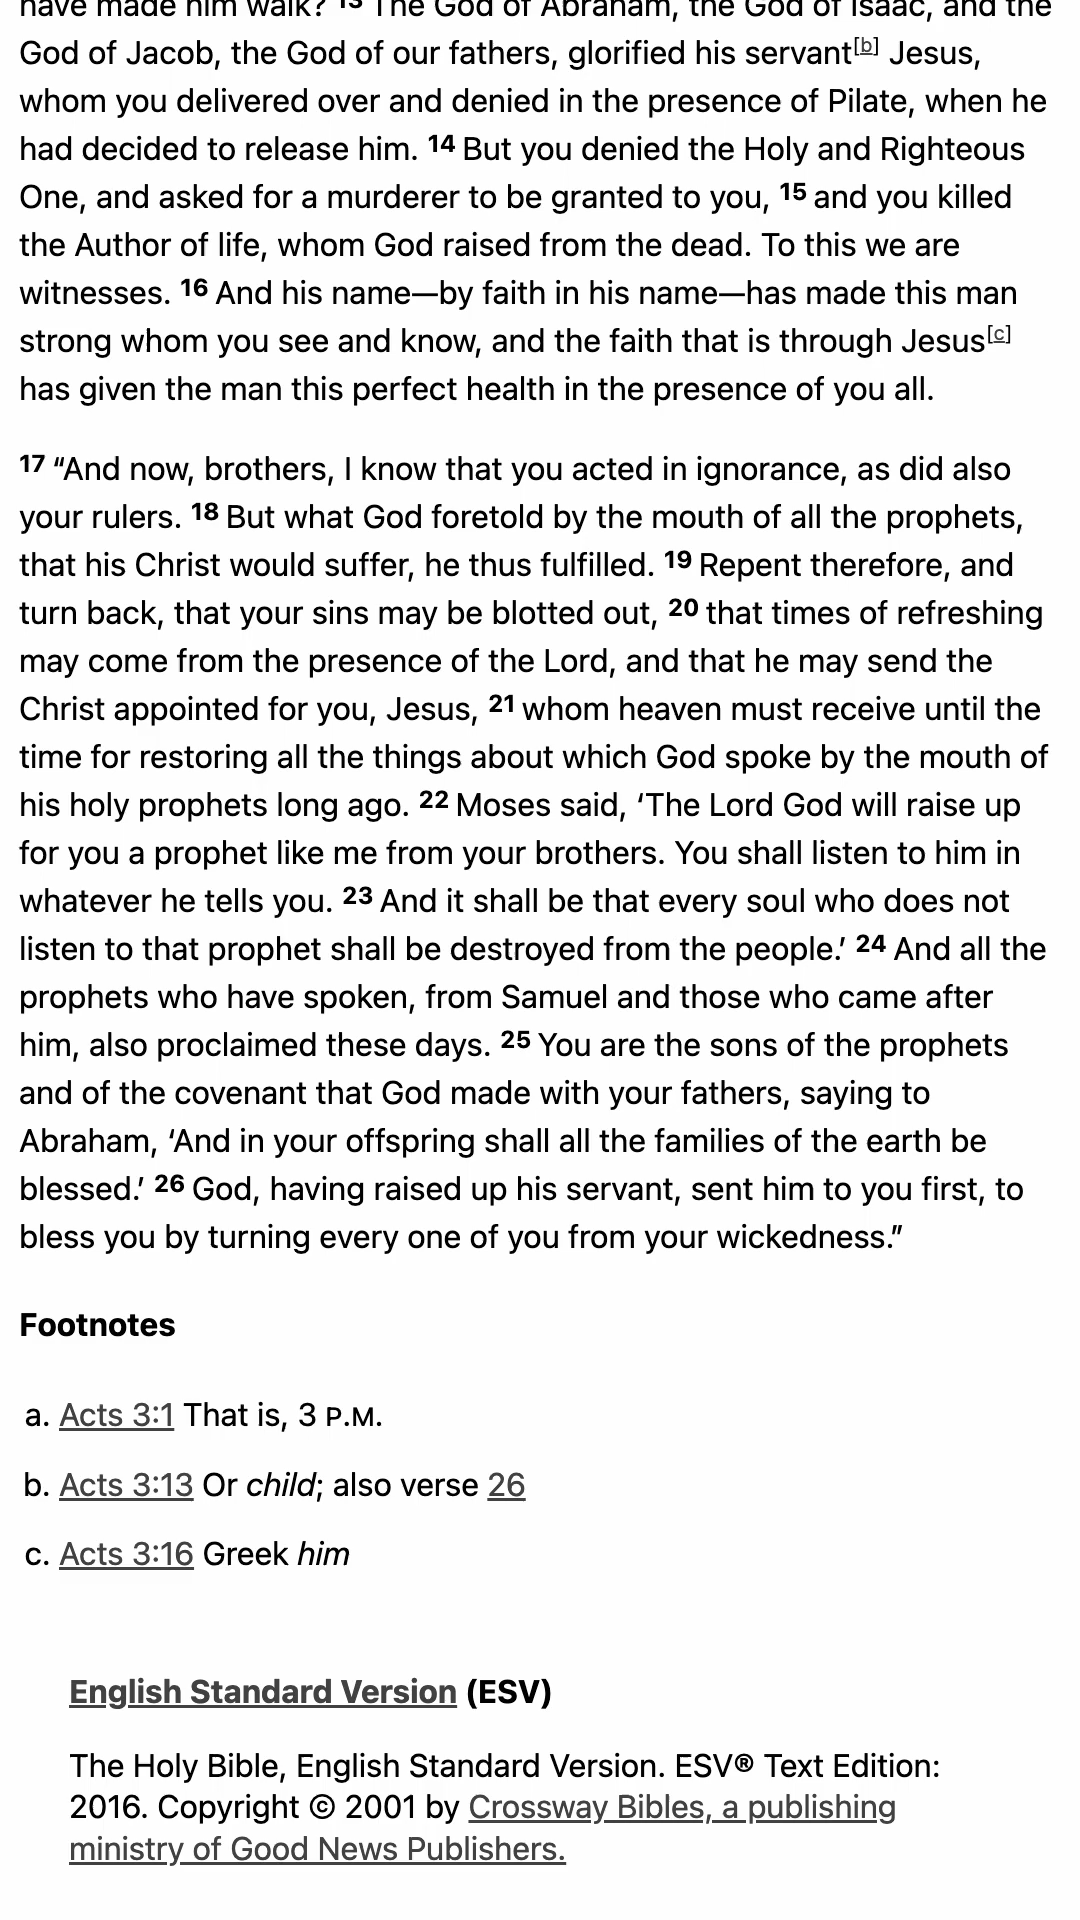 have made him walk? 13 The God of Abraham, the God of Isaac, and the
God of Jacob, the God of our fathers, glorified his servant[b] Jesus,
whom you delivered over and denied in the presence of Pilate, when he
had decided to release him. 14 But you denied the Holy and Righteous
One, and asked for a murderer to be granted to you, 15 and you killed
the Author of life, whom God raised from the dead. To this we are
witnesses. 16 And his name—by faith in his name—has made this man
strong whom you see and know, and the faith that is through Jesus[c]
has given the man this perfect health in the presence of you all.
17 “And now, brothers, I know that you acted in ignorance, as did also
your rulers. 18 But what God foretold by the mouth of all the prophets,
that his Christ would suffer, he thus fulfilled. 19 Repent therefore, and
turn back, that your sins may be blotted out, 20 that times of refreshing
may come from the presence of the Lord, and that he may send the
Christ appointed for you, Jesus, 21 whom heaven must receive until the
time for restoring all the things about which God spoke by the mouth of
his holy prophets long ago. 22 Moses said, ‘The Lord God will raise up
for you a prophet like me from your brothers. You shall listen to him in
whatever he tells you. 23 And it shall be that every soul who does not
listen to that prophet shall be destroyed from the people.’ 24 And all the
prophets who have spoken, from Samuel and those who came after
him, also proclaimed these days. 25 You are the sons of the prophets
and of the covenant that God made with your fathers, saying to
Abraham, ‘And in your offspring shall all the families of the earth be
blessed.’ 26 God, having raised up his servant, sent him to you first, to
bless you by turning every one of you from your wickedness.”
Footnotes
a. Acts 3:1 That is, 3 P.M.
b. Acts 3:13 Or child; also verse 26
c. Acts 3:16 Greek him
English Standard Version (ESV)
The Holy Bible, English Standard Version. ESV® Text Edition:
2016. Copyright © 2001 by Crossway Bibles, a publishing
ministry of Good News Publishers.